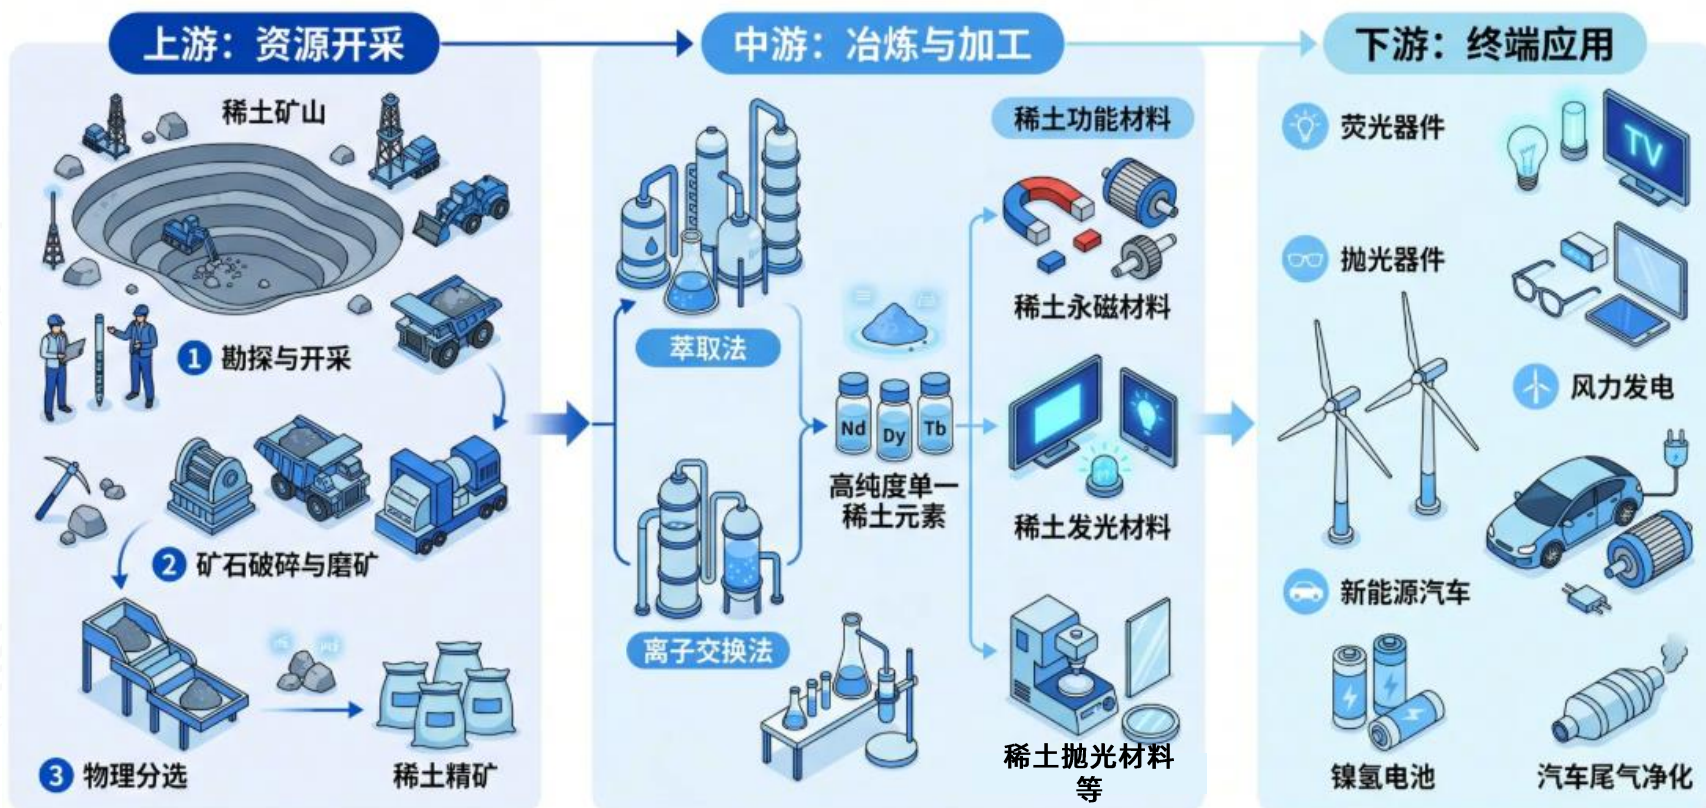 上游：资源开采
中游：冶炼与加工
下游：终端应用
稀土矿山
1 勘探与开采
2 矿石破碎与磨矿
3 物理分选
稀土精矿
萃取法
离子交换法
Nd
Dy
Tb
高纯度单一
稀土元素
稀土功能材料
稀土永磁材料
稀土发光材料
稀土抛光材料
等
荧光器件
TV
抛光器件
风力发电
新能源汽车
镍氢电池
汽车尾气净化